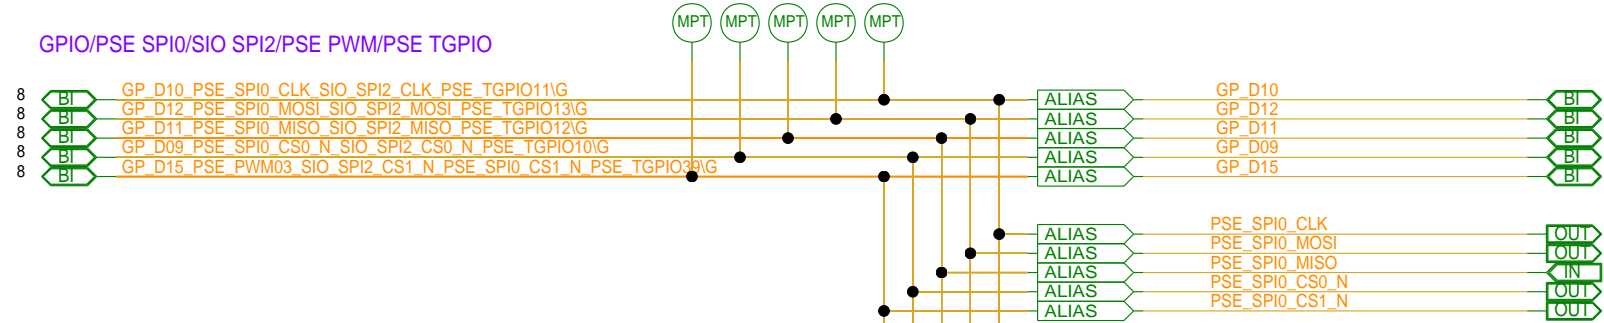 MPT MPT MPT MPT MPT
GPIO/PSE SPI0/SIO SPI2/PSE PWM/PSE TGPIO
8 BI GP_D10_PSE_SPI0_CLK_SIO_SPI2_CLK_PSE_TGPIO11\G ALIAS GP_D10 BI
8 BI GP_D12_PSE_SPI0_MOSI_SIO_SPI2_MOSI_PSE_TGPIO13\G ALIAS GP_D12 BI
8 BI GP_D11_PSE_SPI0_MISO_SIO_SPI2_MISO_PSE_TGPIO12\G ALIAS GP_D11 BI
8 BI GP_D09_PSE_SPI0_CS0_N_SIO_SPI2_CS0_N_PSE_TGPIO10\G ALIAS GP_D09 BI
8 BI GP_D15_PSE_PWM03_SIO_SPI2_CS1_N_PSE_SPI0_CS1_N_PSE_TGPIO39\G ALIAS GP_D15 BI
ALIAS PSE_SPI0_CLK OUT
ALIAS PSE_SPI0_MOSI OUT
ALIAS PSE_SPI0_MISO IN
ALIAS PSE_SPI0_CS0_N OUT
ALIAS PSE_SPI0_CS1_N OUT